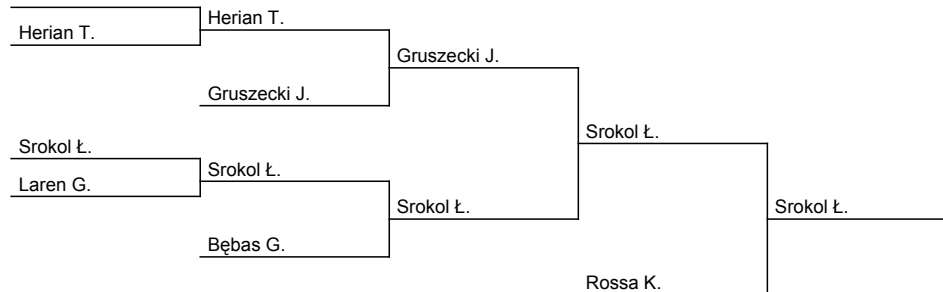 Herian T.
Herian T.
Gruszecki J.
Gruszecki J.
Srokol Ł.
Srokol Ł.
Srokol Ł.
Laren G.
Srokol Ł.
Srokol Ł.
Bębas G.
Rossa K.